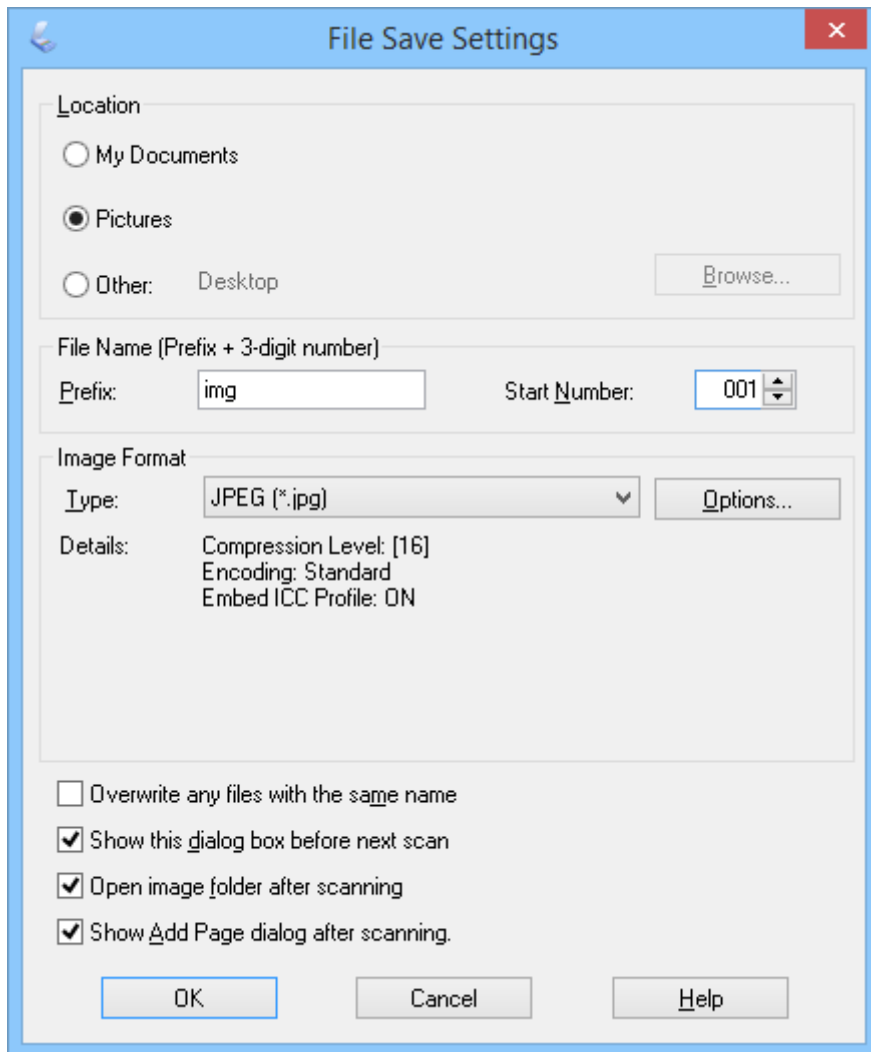 File Save Settings
Location
My Documents
Pictures
Other: Desktop Browse...
File Name (Prefix + 3-digit number)
Prefix: img Start Number: 001
Image Format
Type: JPEG (*.jpg) Options...
Details: Compression Level: [16]
Encoding: Standard
Embed ICC Profile: ON
Overwrite any files with the same name
Show this dialog box before next scan
Open image folder after scanning
Show Add Page dialog after scanning.
OK Cancel Help